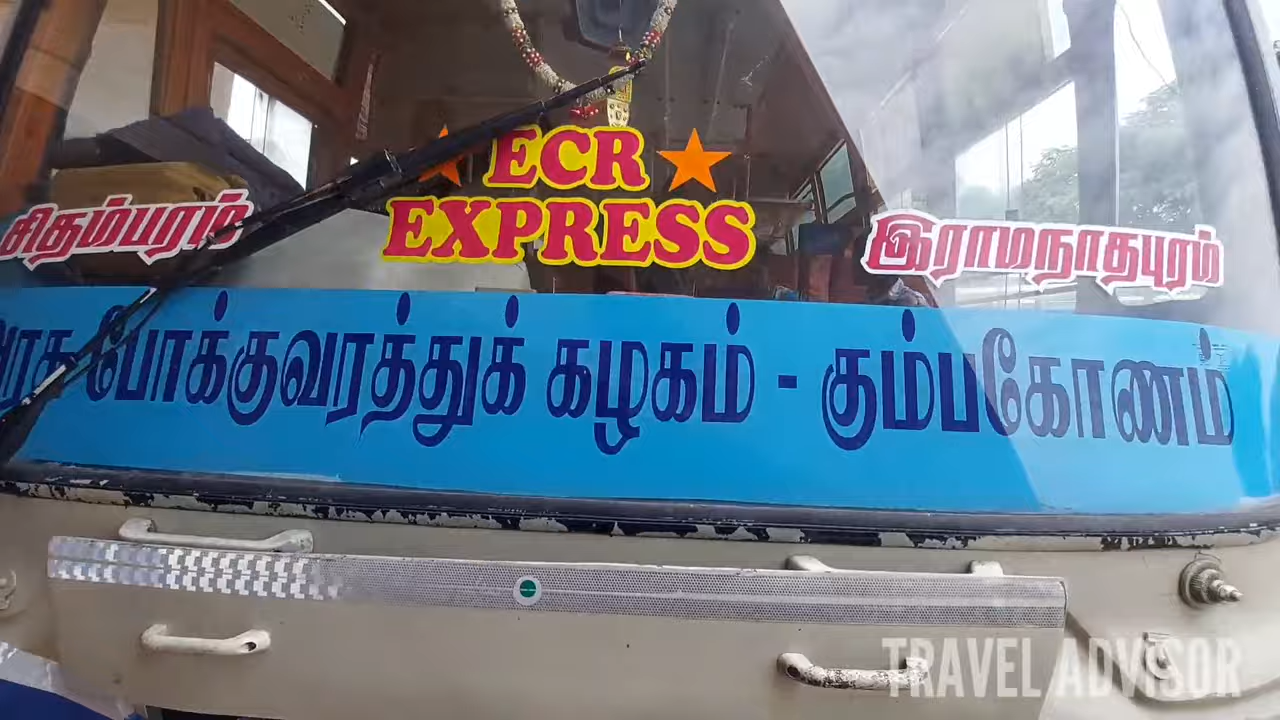 ECR
EXPRESS
சிதம்பரம்
இராமநாதபுரம்
போக்குவரத்துக் கழகம் - கும்பகோணம்
TRAVEL ADVISOR